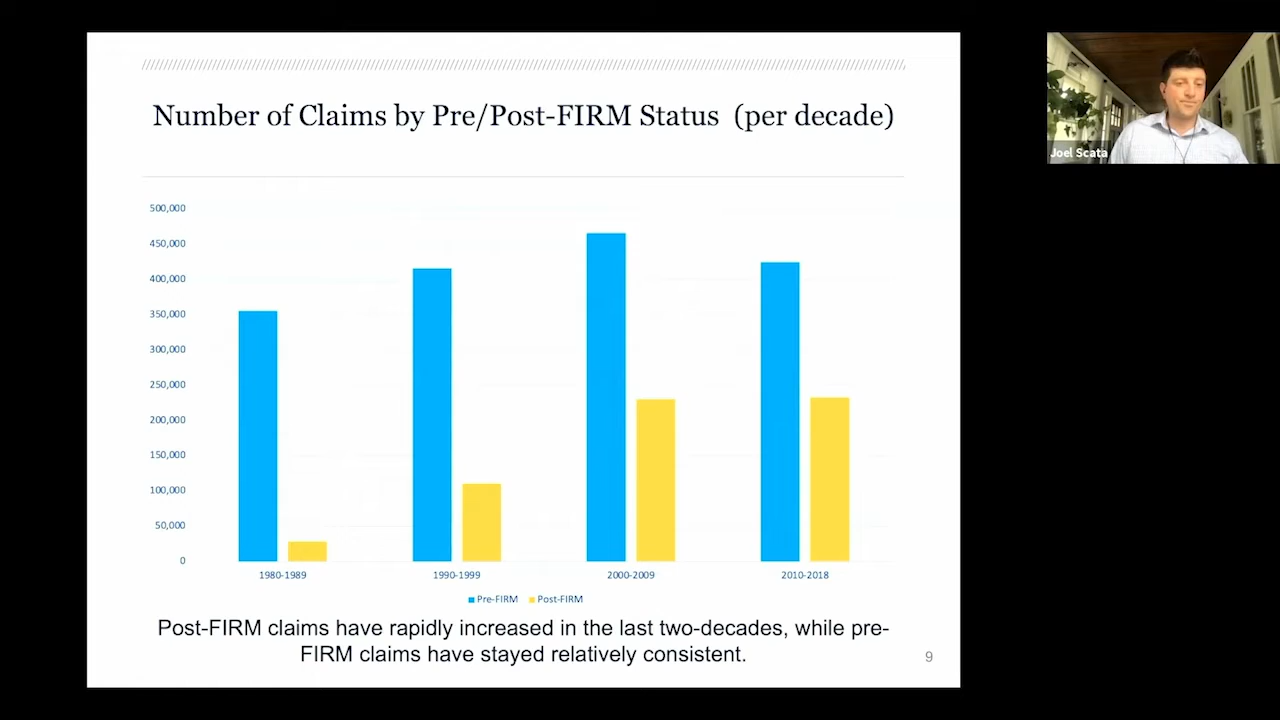 Number of Claims by Pre/Post-FIRM Status (per decade)
500,000
450,000
400,000
350,000
300,000
250,000
200,000
150,000
100,000
50,000
0
1980-1989
1990-1999
2000-2009
2010-2018
Pre-FIRM
Post-FIRM
Post-FIRM claims have rapidly increased in the last two-decades, while pre-
FIRM claims have stayed relatively consistent.
9
Joel Scata